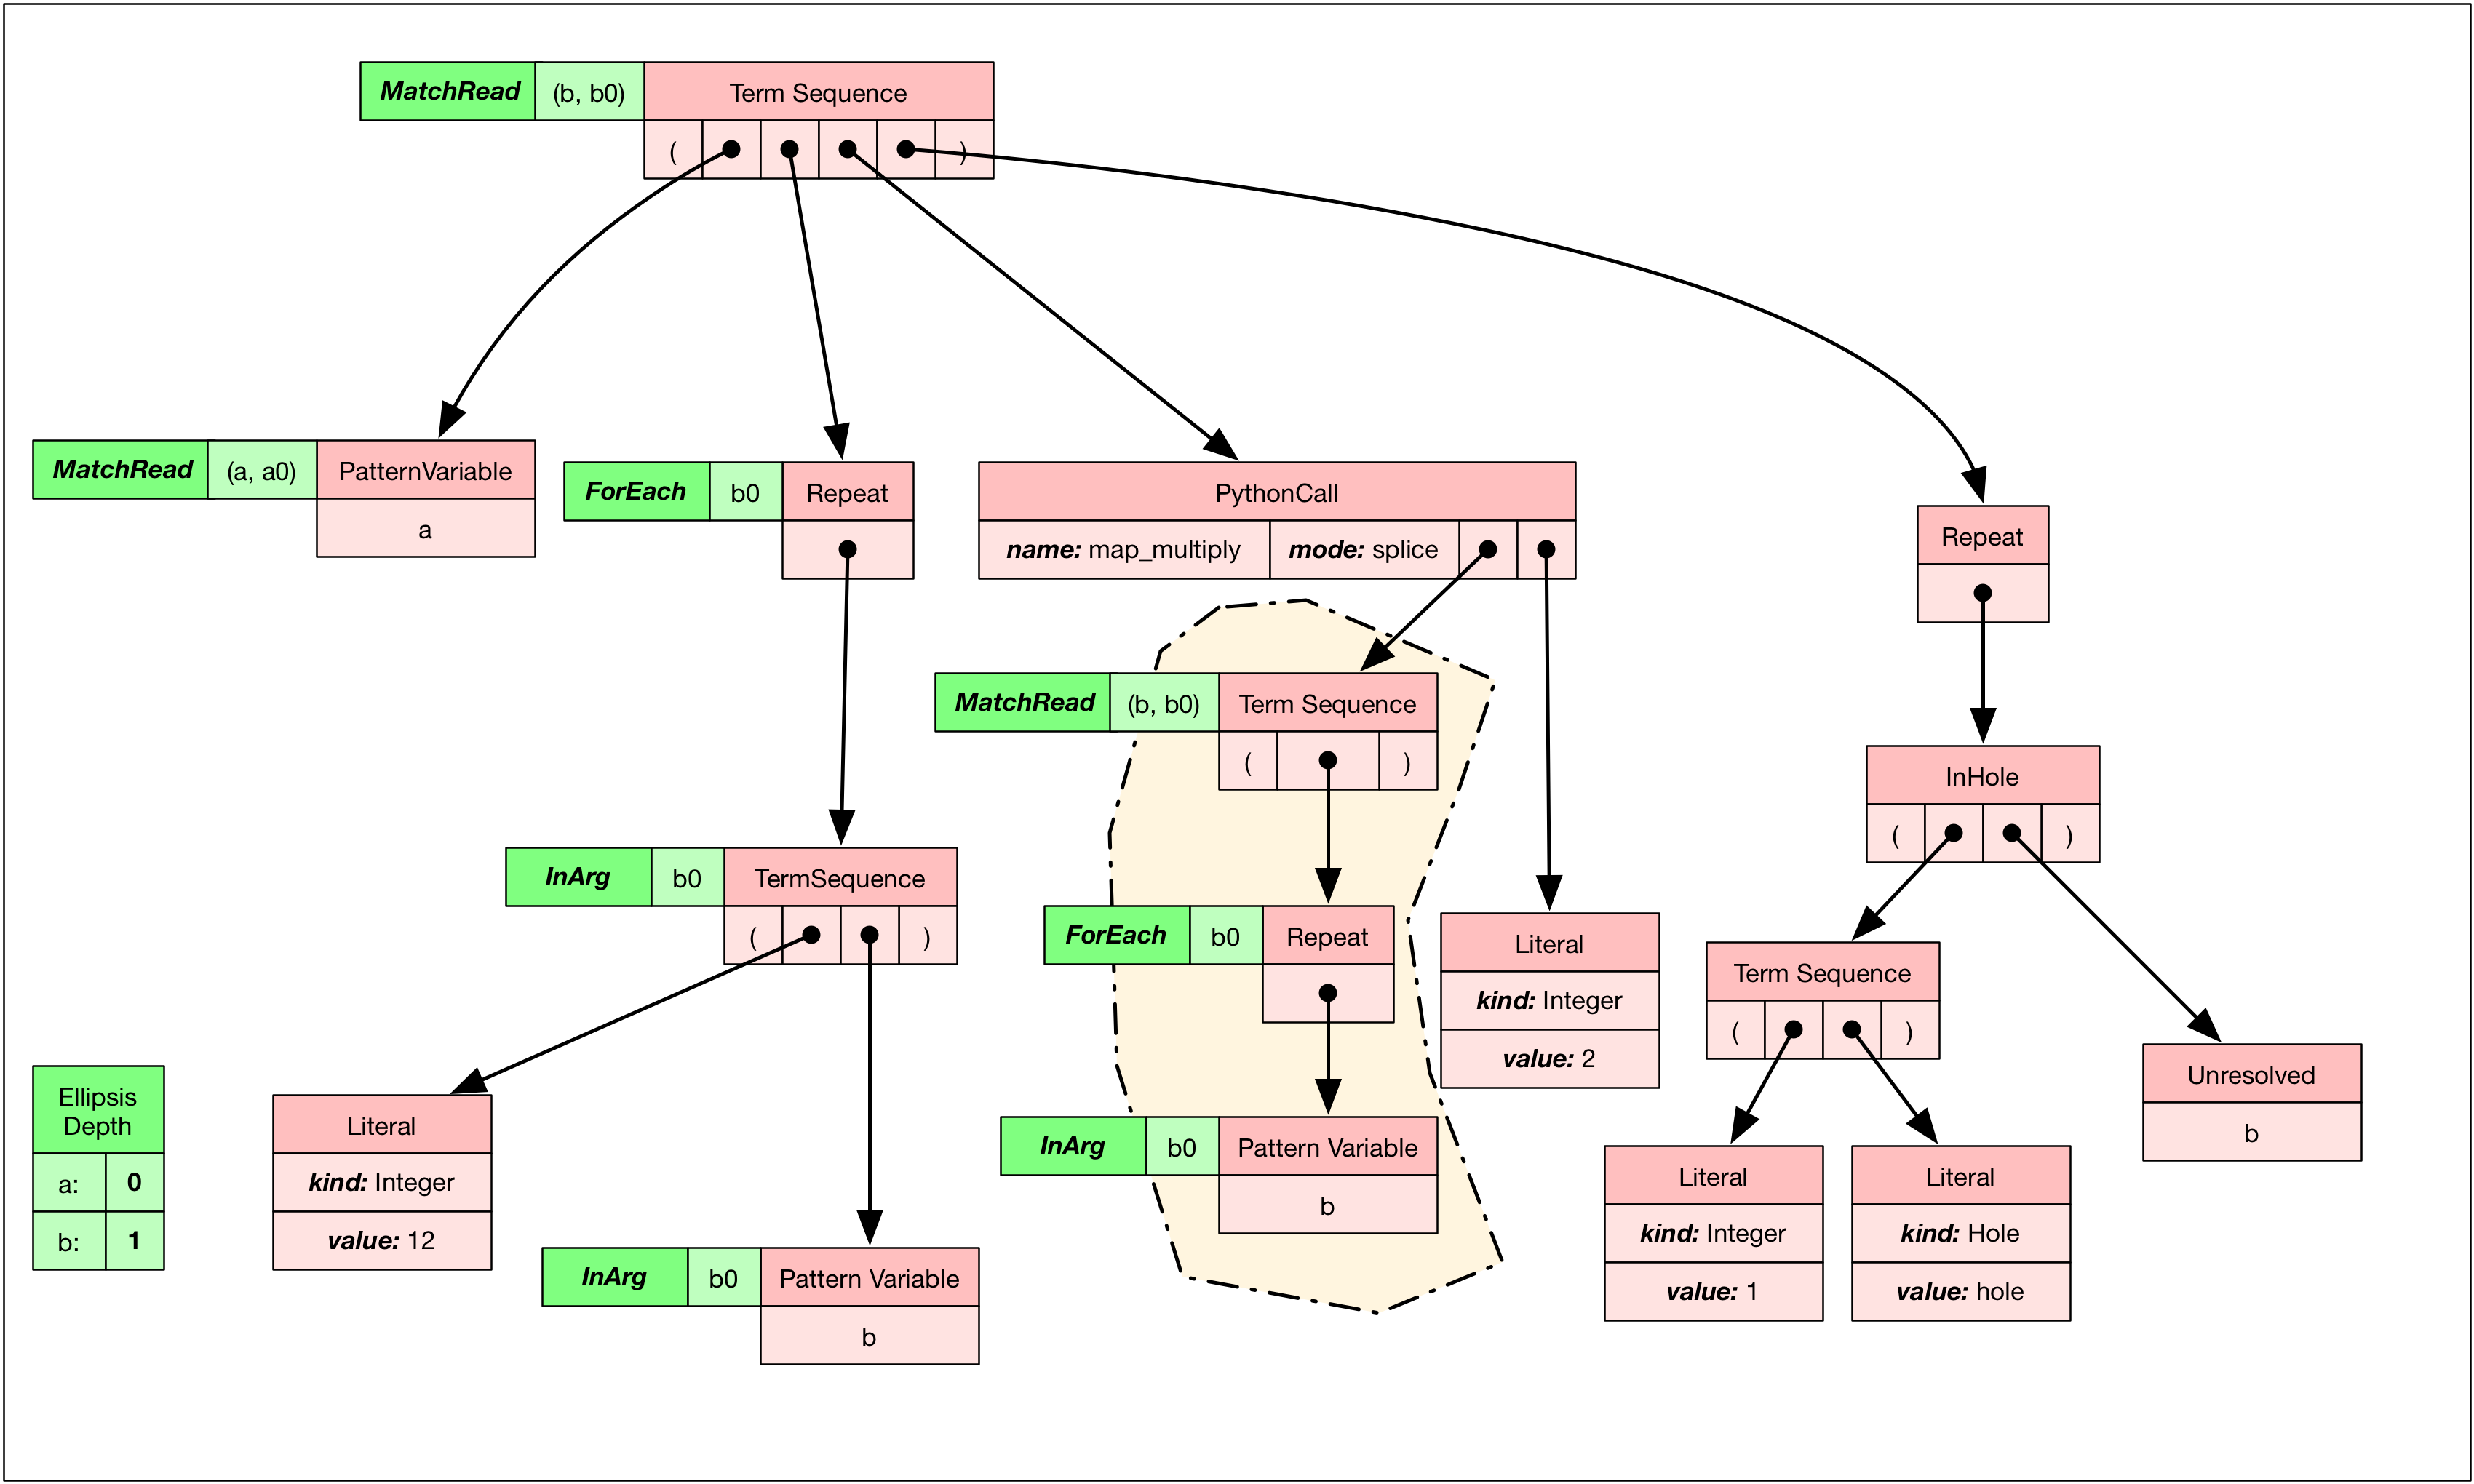 MatchRead (b, b0) Term Sequence
( )
MatchRead (a, a0) PatternVariable
a
ForEach b0 Repeat
PythonCall
name: map_multiply mode: splice
Repeat
MatchRead (b, b0) Term Sequence
( )
InHole
( )
InArg b0 TermSequence
( )
ForEach b0 Repeat
Literal
kind: Integer
value: 2
Term Sequence
( )
Unresolved
b
Ellipsis
Depth
a: 0
b: 1
Literal
kind: Integer
value: 12
InArg b0 Pattern Variable
b
InArg b0 Pattern Variable
b
Literal
kind: Integer
value: 1
Literal
kind: Hole
value: hole